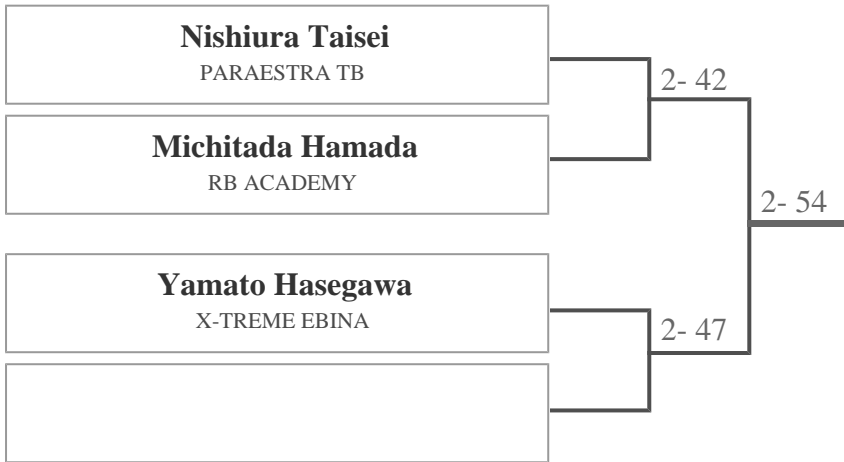 Nishiura Taisei
PARAESTRA TB
2- 42
Michitada Hamada
RB ACADEMY
2- 54
Yamato Hasegawa
X-TREME EBINA
2- 47